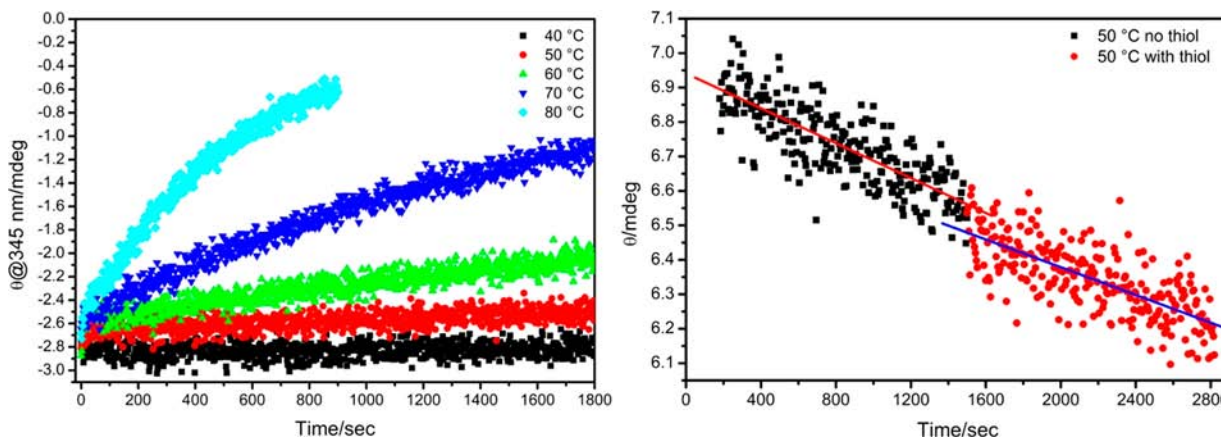 0.0
-0.2
-0.4
-0.6
-0.8
-1.0
-1.2
-1.4
-1.6
-1.8
-2.0
-2.2
-2.4
-2.6
-2.8
-3.0
θ@345 nm/mdeg
40 °C
50 °C
60 °C
70 °C
80 °C
0 200 400 600 800 1000 1200 1400 1600 1800
Time/sec
7.1
7.0
6.9
6.8
6.7
6.6
6.5
6.4
6.3
6.2
6.1
θ/mdeg
50 °C no thiol
50 °C with thiol
400 800 1200 1600 2000 2400 2800
Time/sec